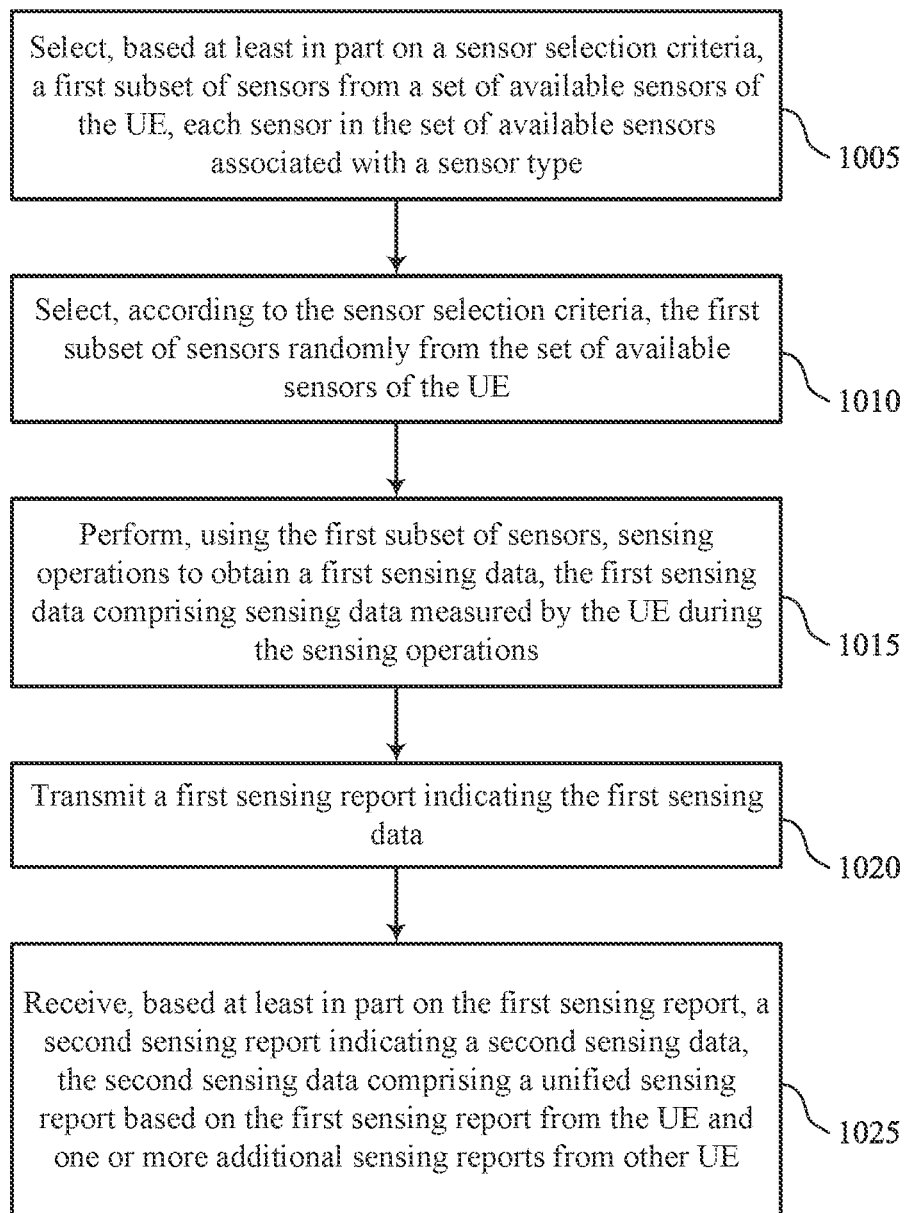 Select, based at least in part on a sensor selection criteria,
a first subset of sensors from a set of available sensors of
the UE, each sensor in the set of available sensors
associated with a sensor type
1005
Select, according to the sensor selection criteria, the first
subset of sensors randomly from the set of available
sensors of the UE
1010
Perform, using the first subset of sensors, sensing
operations to obtain a first sensing data, the first sensing
data comprising sensing data measured by the UE during
the sensing operations
1015
Transmit a first sensing report indicating the first sensing
data
1020
Receive, based at least in part on the first sensing report, a
second sensing report indicating a second sensing data,
the second sensing data comprising a unified sensing
report based on the first sensing report from the UE and
one or more additional sensing reports from other UE
1025